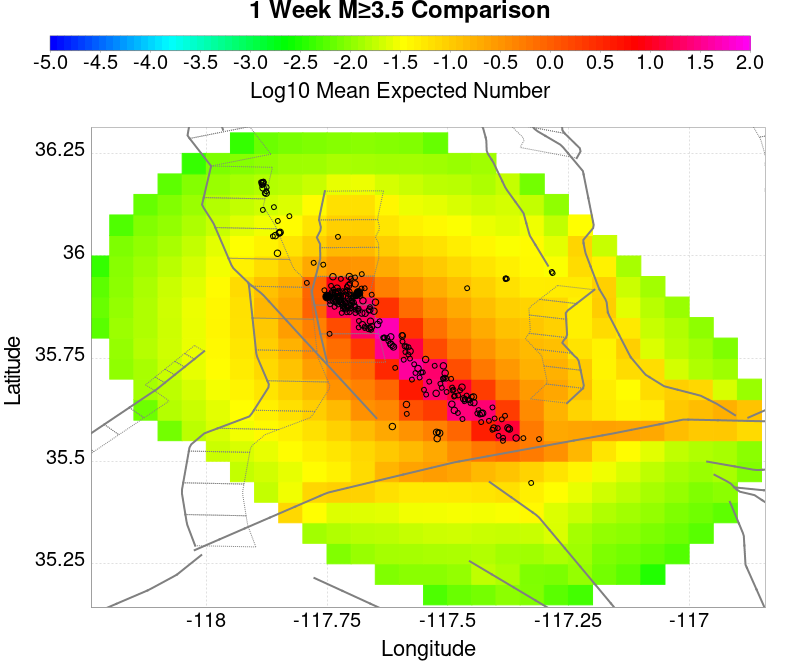 1 Week M≥3.5 Comparison
-5.0 -4.5 -4.0 -3.5 -3.0 -2.5 -2.0 -1.5 -1.0 -0.5 0.0 0.5 1.0 1.5 2.0
Log10 Mean Expected Number
36.25
36
35.75
35.5
35.25
Latitude
-118 -117.75 -117.5 -117.25 -117
Longitude